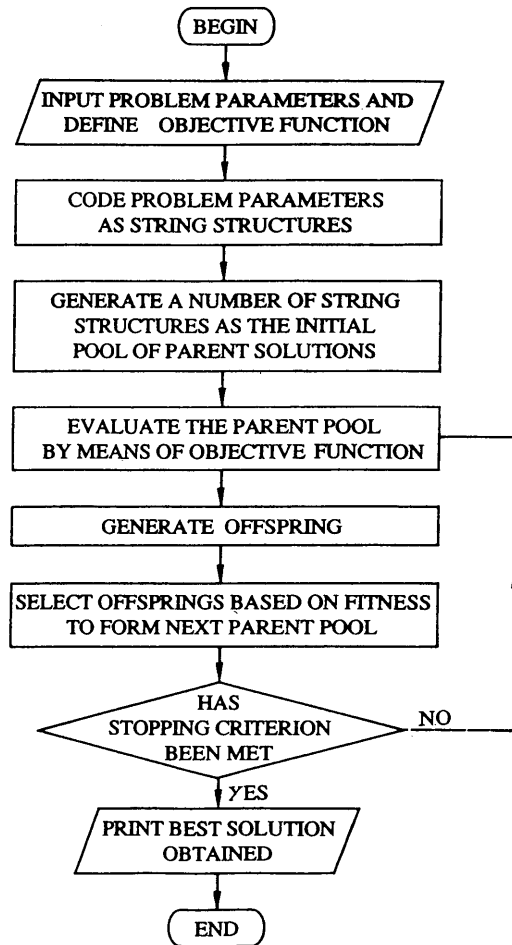 BEGIN
INPUT PROBLEM PARAMETERS AND
DEFINE OBJECTIVE FUNCTION
CODE PROBLEM PARAMETERS
AS STRING STRUCTURES
GENERATE A NUMBER OF STRING
STRUCTURES AS THE INITIAL
POOL OF PARENT SOLUTIONS
EVALUATE THE PARENT POOL
BY MEANS OF OBJECTIVE FUNCTION
GENERATE OFFSPRING
SELECT OFFSPRINGS BASED ON FITNESS
TO FORM NEXT PARENT POOL
HAS
STOPPING CRITERION
BEEN MET
NO
YES
PRINT BEST SOLUTION
OBTAINED
END